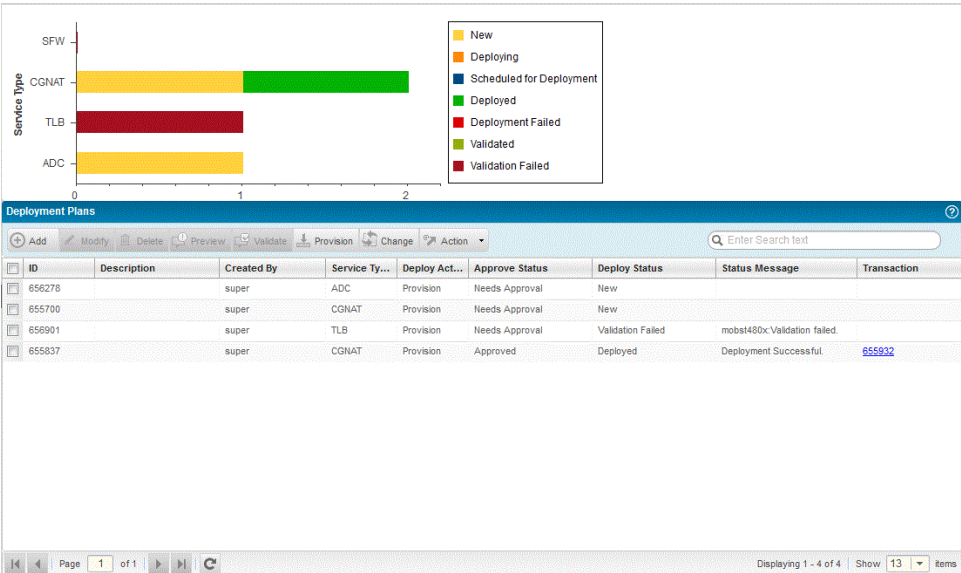 New
SFW
Deploying
Service Type
Scheduled for Deployment
CGNAT
Deployed
TLB
Deployment Failed
Validated
ADC
Validation Failed
0 1 2
Deployment Plans
Add Modify Delete Preview Validate Provision Change Action Enter Search text
ID Description Created By Service Ty... Deploy Act... Approve Status Deploy Status Status Message Transaction
656278 super ADC Provision Needs Approval New
655700 super CGNAT Provision Needs Approval New
656901 super TLB Provision Needs Approval Validation Failed mobst480x:Validation failed.
655837 super CGNAT Provision Approved Deployed Deployment Successful. 655932
Page 1 of 1 Displaying 1 - 4 of 4 Show 13 items